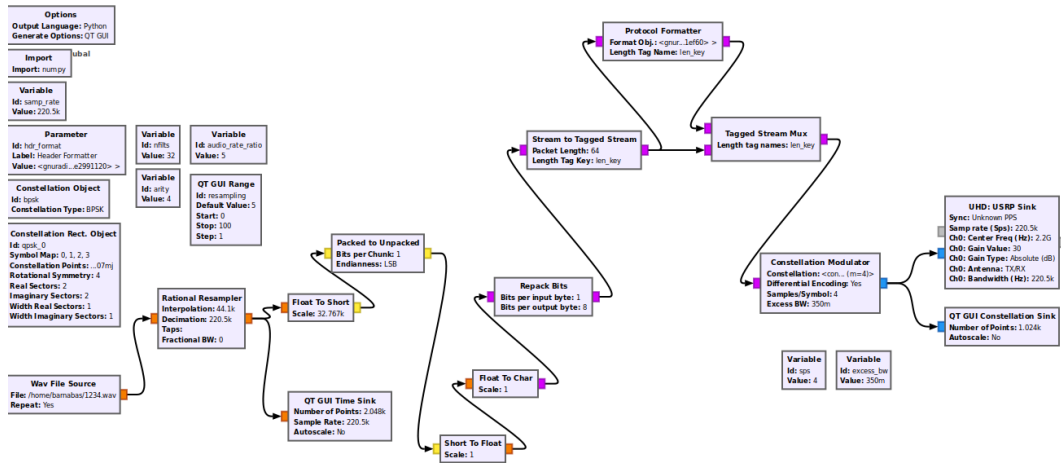 Options
Output Language: Python
Generate Options: QT GUI
ubal
Import
Import: numpy
Variable
Id: samp_rate
Value: 220.5k
Parameter
Id: hdr_format
Label: Header Formatter
Value: <gnuradi...e2991120> >
Variable
Id: nfilts
Value: 32
Variable
Id: audio_rate_ratio
Value: 5
Variable
Id: arity
Value: 4
Constellation Object
Id: bpsk
Constellation Type: BPSK
QT GUI Range
Id: resampling
Default Value: 5
Start: 0
Stop: 100
Step: 1
Constellation Rect. Object
Id: qpsk_0
Symbol Map: 0, 1, 2, 3
Constellation Points: ...07mj
Rotational Symmetry: 4
Real Sectors: 2
Imaginary Sectors: 2
Width Real Sectors: 1
Width Imaginary Sectors: 1
Wav File Source
File: /home/barnabas/1234.wav
Repeat: Yes
Rational Resampler
Interpolation: 44.1k
Decimation: 220.5k
Taps:
Fractional BW: 0
Float To Short
Scale: 32.767k
QT GUI Time Sink
Number of Points: 2.048k
Sample Rate: 220.5k
Autoscale: No
Packed to Unpacked
Bits per Chunk: 1
Endianness: LSB
Short To Float
Scale: 1
Float To Char
Scale: 1
Repack Bits
Bits per input byte: 1
Bits per output byte: 8
Stream to Tagged Stream
Packet Length: 64
Length Tag Key: len_key
Protocol Formatter
Format Obj.: <gnur...1ef60> >
Length Tag Name: len_key
Tagged Stream Mux
Length tag names: len_key
Constellation Modulator
Constellation: <con... (m=4)>
Differential Encoding: Yes
Samples/Symbol: 4
Excess BW: 350m
Variable
Id: sps
Value: 4
Variable
Id: excess_bw
Value: 350m
UHD: USRP Sink
Sync: Unknown PPS
Samp rate (Sps): 220.5k
Ch0: Center Freq (Hz): 2.2G
Ch0: Gain Value: 30
Ch0: Gain Type: Absolute (dB)
Ch0: Antenna: TX/RX
Ch0: Bandwidth (Hz): 220.5k
QT GUI Constellation Sink
Number of Points: 1.024k
Autoscale: No